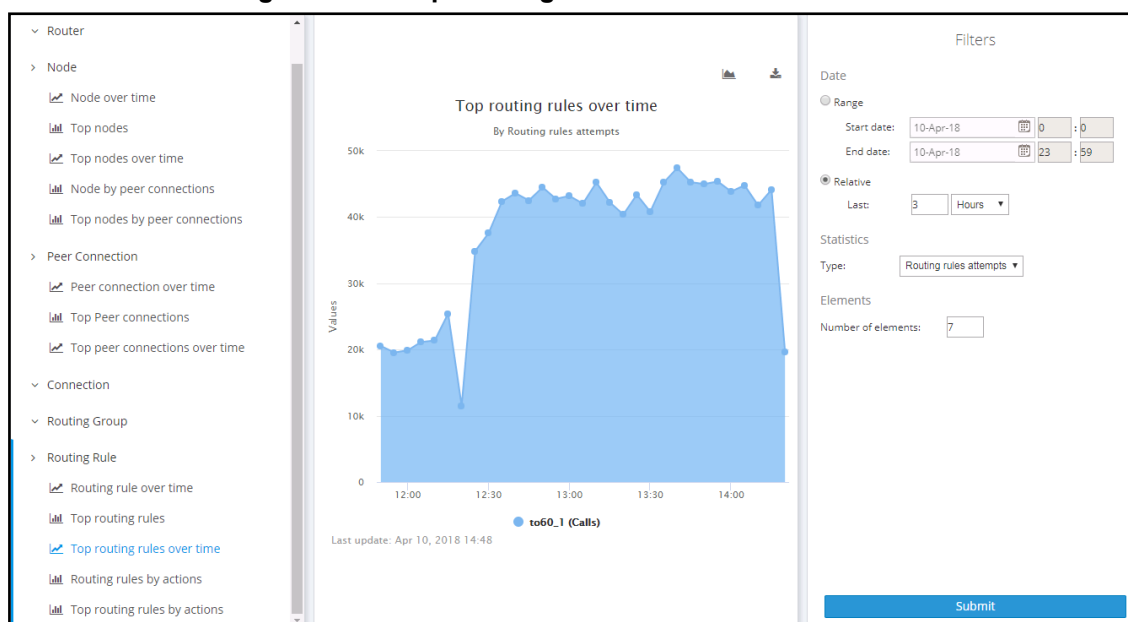 Router
Node
Node over time
Top nodes
Top nodes over time
Node by peer connections
Top nodes by peer connections
Peer Connection
Peer connection over time
Top Peer connections
Top peer connections over time
Connection
Routing Group
Routing Rule
Routing rule over time
Top routing rules
Top routing rules over time
Routing rules by actions
Top routing rules by actions
Top routing rules over time
By Routing rules attempts
Values
50k
40k
30k
20k
10k
0
12:00 12:30 13:00 13:30 14:00
to60_1 (Calls)
Last update: Apr 10, 2018 14:48
Filters
Date
Range
Start date: 10-Apr-18 0 : 0
End date: 10-Apr-18 23 : 59
Relative
Last: 3 Hours
Statistics
Type: Routing rules attempts
Elements
Number of elements: 7
Submit